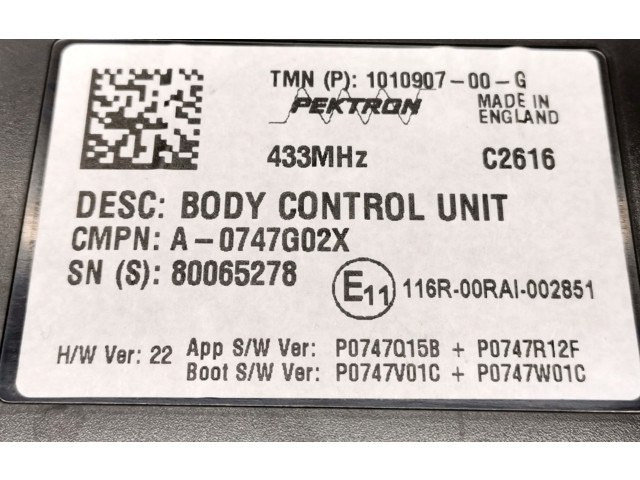 TMN (P): 1010907-00-G
PEKTRON
MADE IN
ENGLAND
433MHz
C2616
DESC: BODY CONTROL UNIT
CMPN: A-0747G02X
SN (S): 80065278
E11
116R-00RAI-002851
H/W Ver: 22
App S/W Ver: P0747Q15B + P0747R12F
Boot S/W Ver: P0747V01C + P0747W01C